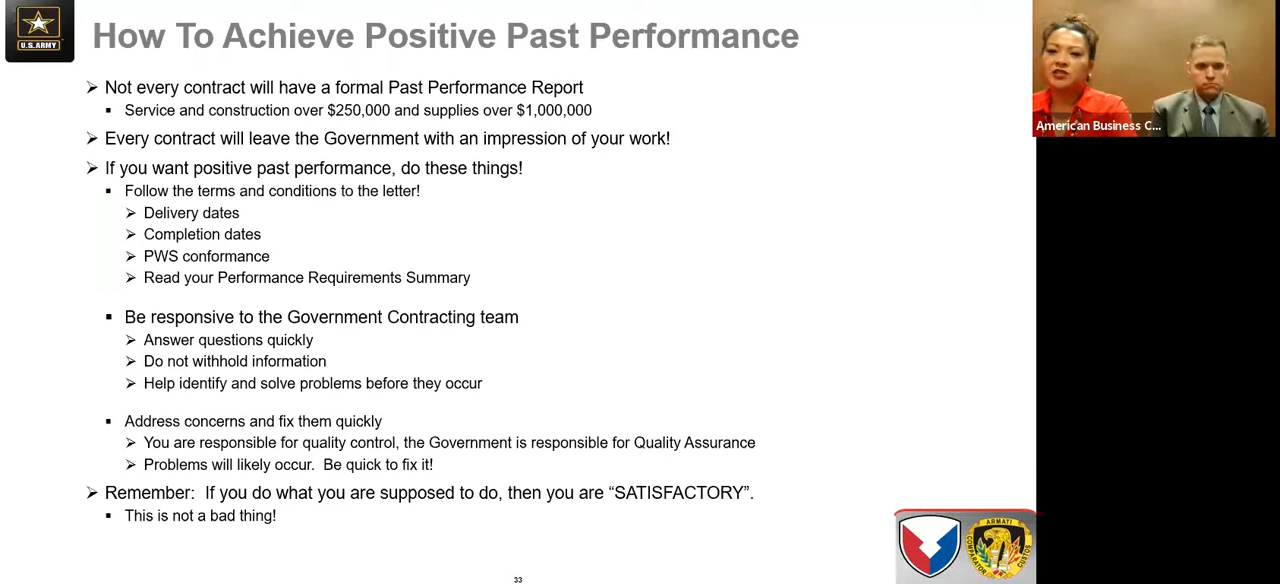 U.S. ARMY
How To Achieve Positive Past Performance
Not every contract will have a formal Past Performance Report
Service and construction over $250,000 and supplies over $1,000,000
Every contract will leave the Government with an impression of your work!
If you want positive past performance, do these things!
Follow the terms and conditions to the letter!
Delivery dates
Completion dates
PWS conformance
Read your Performance Requirements Summary
Be responsive to the Government Contracting team
Answer questions quickly
Do not withhold information
Help identify and solve problems before they occur
Address concerns and fix them quickly
You are responsible for quality control, the Government is responsible for Quality Assurance
Problems will likely occur.  Be quick to fix it!
Remember:  If you do what you are supposed to do, then you are “SATISFACTORY”.
This is not a bad thing!
33
American Business C...
ARMATI
COMPARATOR
CUSTOS